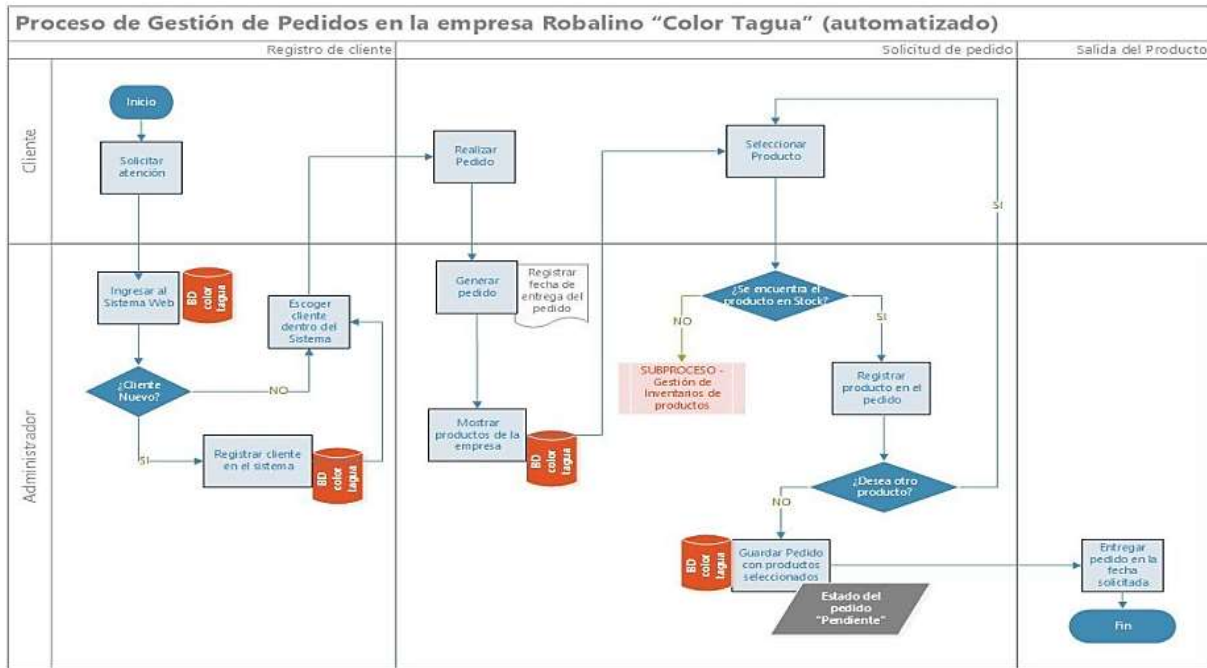 Proceso de Gestión de Pedidos en la empresa Robalino “Color Tagua” (automatizado)
Registro de cliente
Solicitud de pedido
Salida del Producto
Cliente
Inicio
Solicitar
atención
Realizar
Pedido
Seleccionar
Producto
SI
Administrador
Ingresar al
Sistema Web
BD
color
tagua
Escoger
cliente
dentro del
Sistema
¿Cliente
Nuevo?
NO
SI
Registrar cliente
en el sistema
BD
color
tagua
Generar
pedido
Registrar
fecha de
entrega del
pedido
Mostrar
productos de la
empresa
BD
color
tagua
¿Se encuentra el
producto en Stock?
NO
SI
SUBPROCESO -
Gestión de
Inventarios de
productos
Registrar
producto en el
pedido
¿Desea otro
producto?
NO
BD
color
tagua
Guardar Pedido
con productos
seleccionados
Estado del
pedido
"Pendiente"
Entregar
pedido en la
fecha
solicitada
Fin